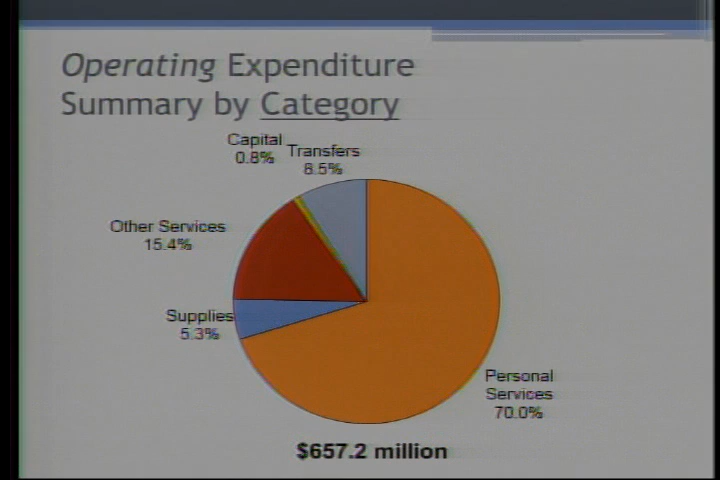 Operating Expenditure
Summary by Category
Capital
0.8%
Transfers
8.5%
Other Services
15.4%
Supplies
5.3%
Personal
Services
70.0%
$657.2 million